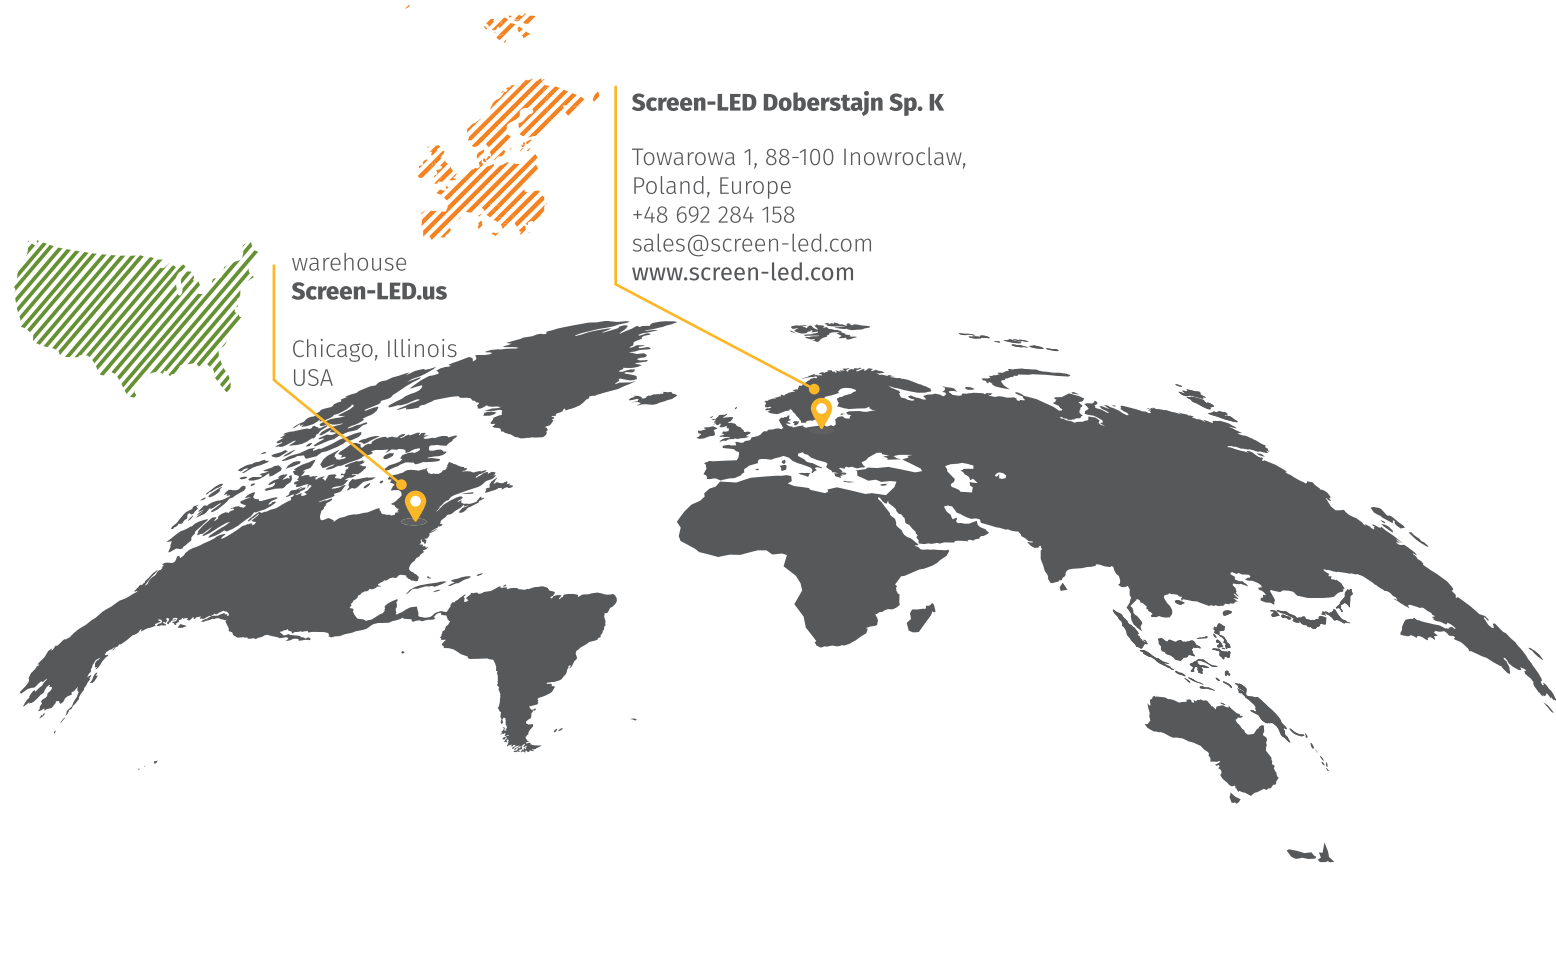 Screen-LED Doberstajn Sp. K
Towarowa 1, 88-100 Inowroclaw,
Poland, Europe
+48 692 284 158
sales@screen-led.com
www.screen-led.com
warehouse
Screen-LED.us
Chicago, Illinois
USA